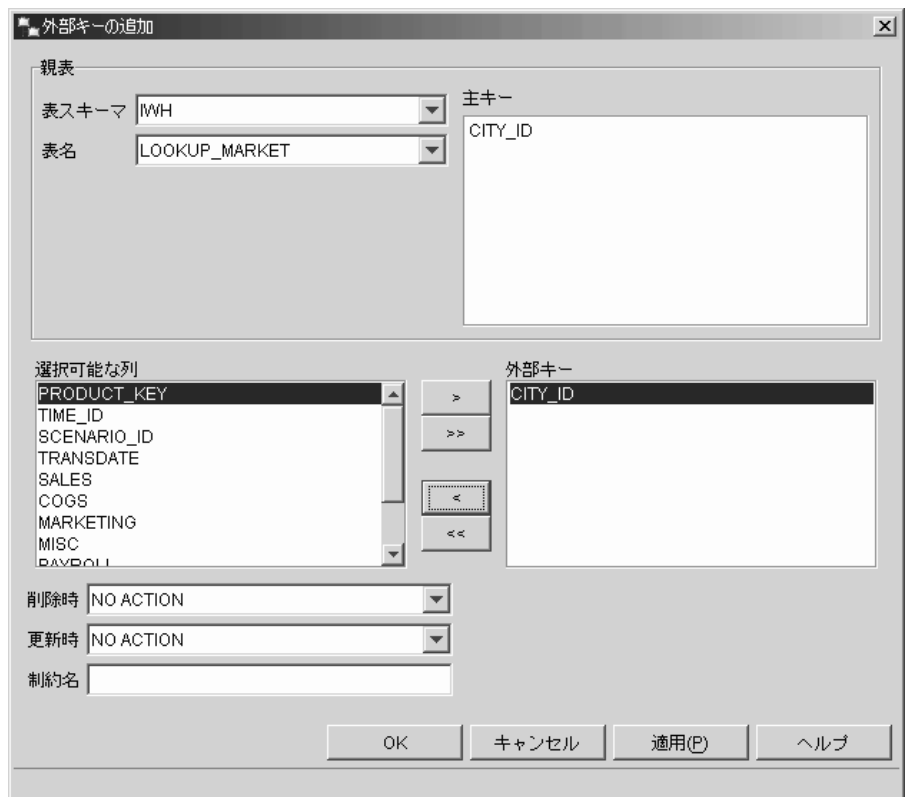 外部キーの追加
親表
表スキーマ IWH
表名 LOOKUP_MARKET
主キー
CITY_ID
選択可能な列
PRODUCT_KEY
TIME_ID
SCENARIO_ID
TRANSDATE
SALES
COGS
MARKETING
MISC
PAYROLL
>
>>
<
<<
外部キー
CITY_ID
削除時 NO ACTION
更新時 NO ACTION
制約名
OK キャンセル 適用(P) ヘルプ